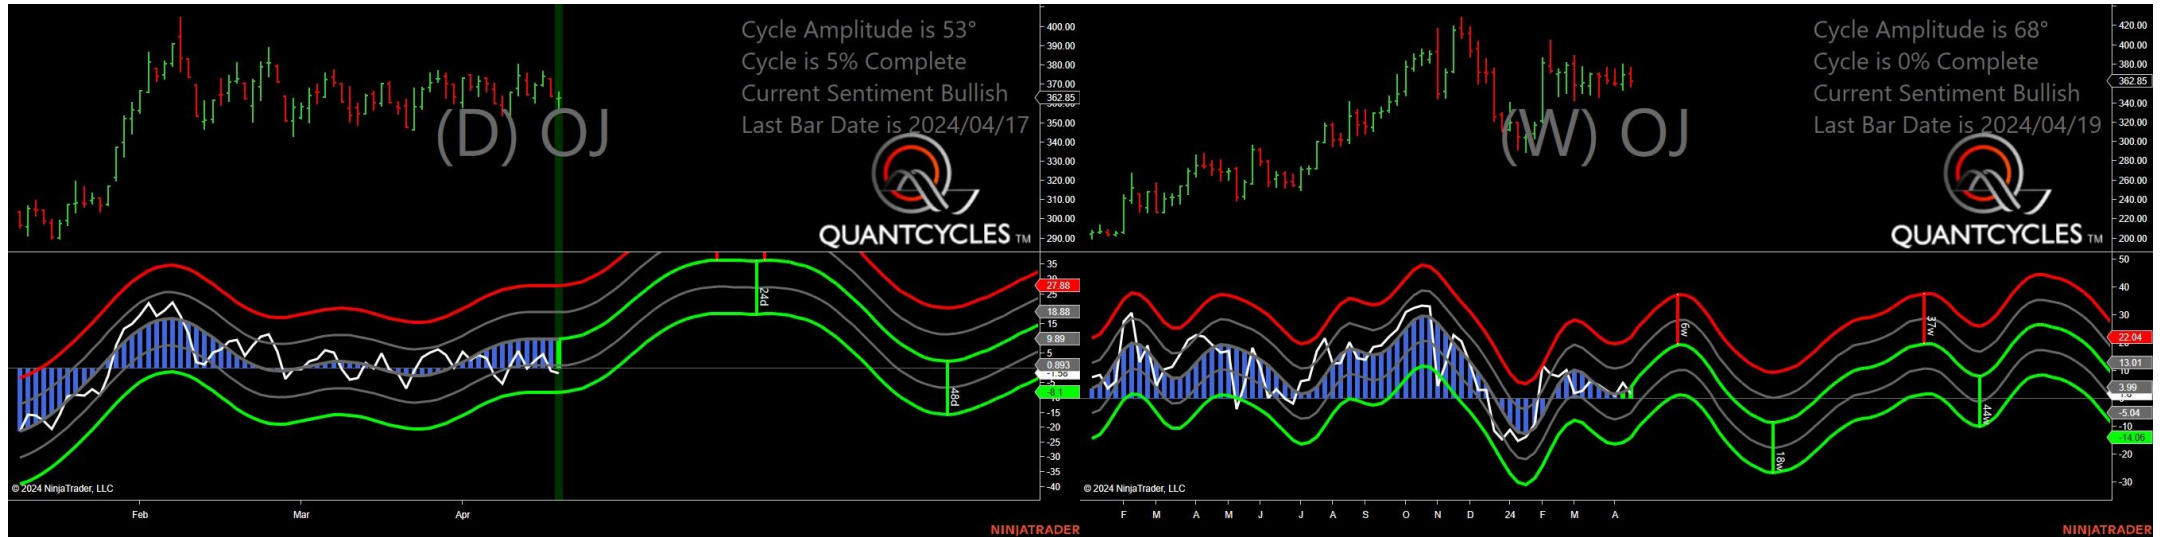 Cycle Amplitude is 53°
Cycle is 5% Complete
Current Sentiment Bullish
Last Bar Date is 2024/04/17
(D) OJ
QUANTCYCLES TM
400.00
390.00
380.00
370.00
362.85
350.00
340.00
330.00
320.00
310.00
300.00
290.00
24d
48d
35
27.88
25
18.88
15
9.89
5
0.893
-1.58
-5
-8.1
-10
-15
-20
-25
-30
-35
-40
© 2024 NinjaTrader, LLC
Feb Mar Apr
NINJATRADER
Cycle Amplitude is 68°
Cycle is 0% Complete
Current Sentiment Bullish
Last Bar Date is 2024/04/19
(W) OJ
QUANTCYCLES TM
420.00
400.00
380.00
362.85
340.00
320.00
300.00
280.00
260.00
240.00
220.00
200.00
6w
18w
37w
44w
50
40
30
22.04
13.01
10
3.99
-5.04
-10
-14.06
-20
-30
© 2024 NinjaTrader, LLC
F M A M J J A S O N D 24 F M A
NINJATRADER